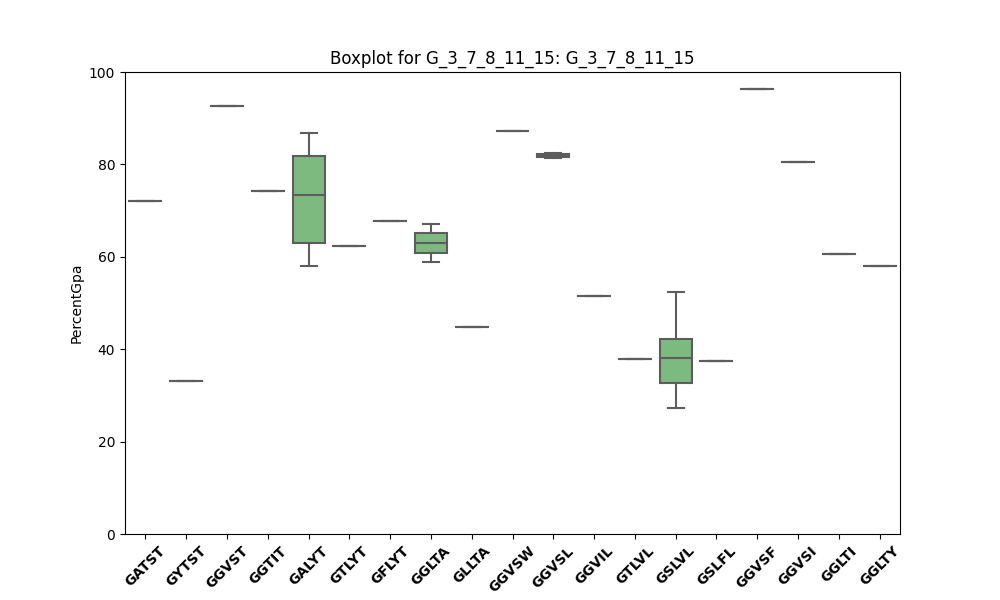 Boxplot for G_3_7_8_11_15: G_3_7_8_11_15
PercentGpa
100
80
60
40
20
0
GATST
GYTST
GGVST
GGTIT
GALYT
GTLYT
GFLYT
GGLTA
GLLTA
GGVSW
GGVSL
GGVIL
GTLVL
GSLVL
GSLFL
GGVSF
GGVSI
GGLTI
GGLTY